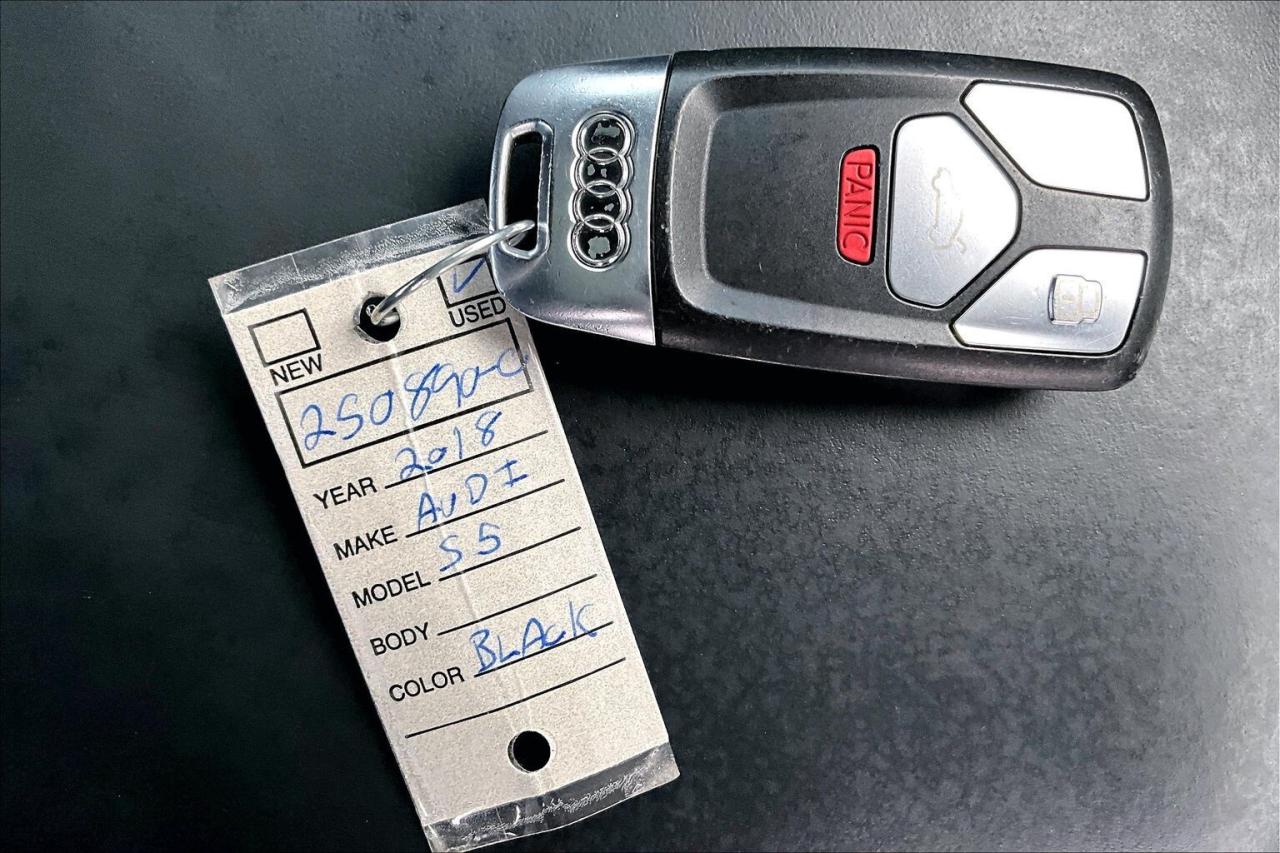 PANIC
NEW
USED
250890-C
YEAR 2018
MAKE AUDI
MODEL S5
BODY
COLOR BLACK